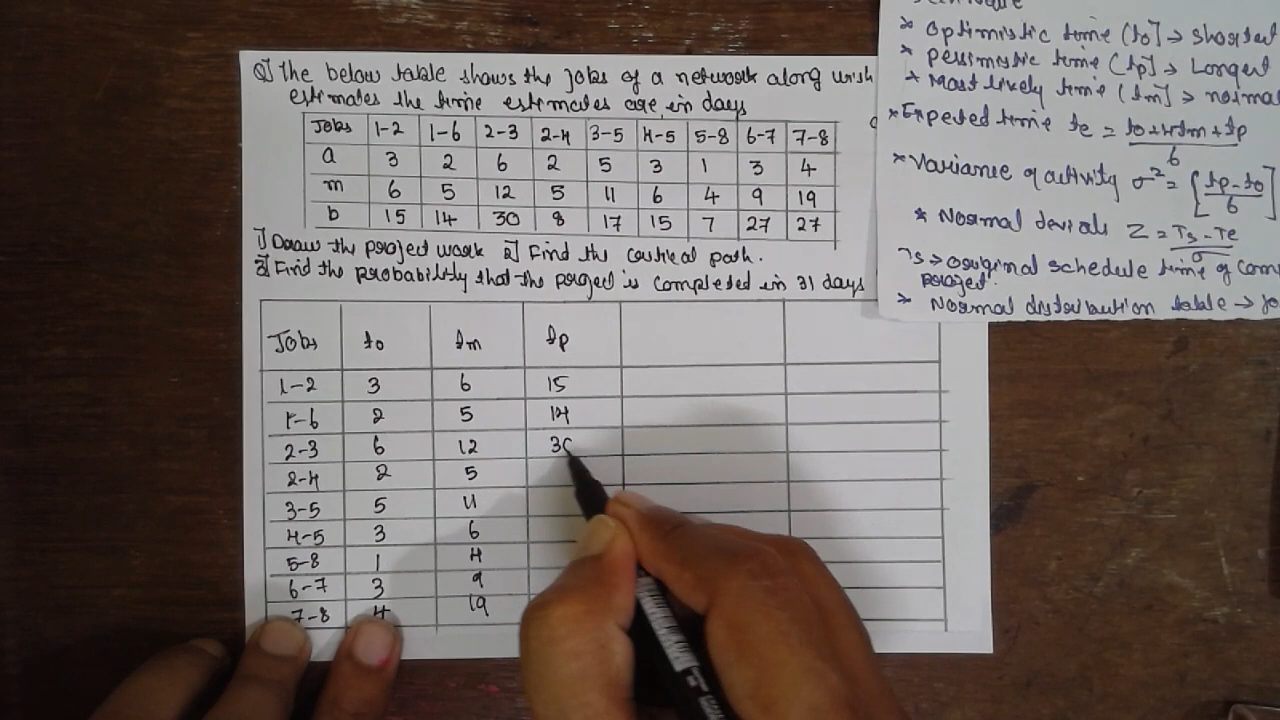 Q] The below table shows the jobs of a network along with
estimates the time estimates are in days
Jobs 1-2 1-6 2-3 2-4 3-5 4-5 5-8 6-7 7-8
a 3 2 6 2 5 3 1 3 4
m 6 5 12 5 11 6 4 9 19
b 15 14 30 8 17 15 7 27 27
1] Draw the project work 2] Find the critical path.
3] Find the probability that the project is completed in 31 days
Jobs to tm tp
1-2 3 6 15
1-6 2 5 14
2-3 6 12 30
2-4 2 5
3-5 5 11
4-5 3 6
5-8 1 4
6-7 3 9
7-8 4 19
* Optimistic time (to] → shortest
* Pessimistic time (tp] → Longest
* Most likely time (tm] → normal
* Expected time te = to+4tm+tp / 6
* Variance of activity σ² = [tp-to / 6]
* Normal deviate Z = Ts-Te / σ
Ts → original schedule time of com
project.
* Normal distribution table →